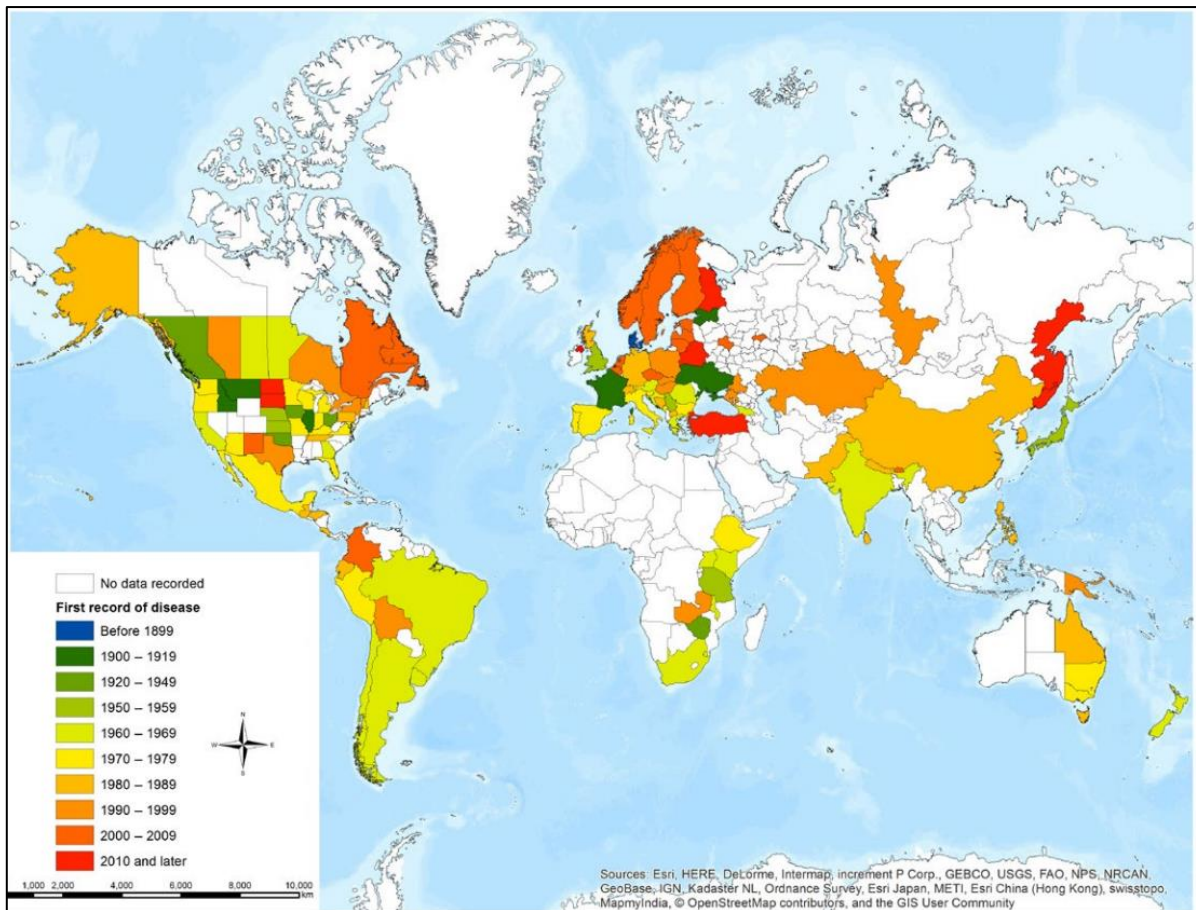 No data recorded
First record of disease
Before 1899
1900 – 1919
1920 – 1949
1950 – 1959
1960 – 1969
1970 – 1979
1980 – 1989
1990 – 1999
2000 – 2009
2010 and later
N
W
E
S
1,000 2,000 4,000 6,000 8,000 10,000
km
Sources: Esri, HERE, DeLorme, Intermap, increment P Corp., GEBCO, USGS, FAO, NPS, NRCAN,
GeoBase, IGN, Kadaster NL, Ordnance Survey, Esri Japan, METI, Esri China (Hong Kong), swisstopo,
MapmyIndia, © OpenStreetMap contributors, and the GIS User Community